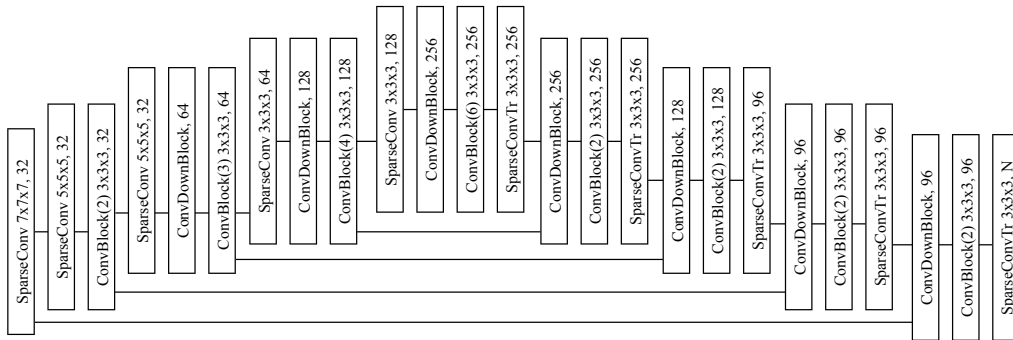 SparseConv 7x7x7, 32
SparseConv 5x5x5, 32
ConvBlock(2) 3x3x3, 32
SparseConv 5x5x5, 32
ConvDownBlock, 64
ConvBlock(3) 3x3x3, 64
SparseConv 3x3x3, 64
ConvDownBlock, 128
ConvBlock(4) 3x3x3, 128
SparseConv 3x3x3, 128
ConvDownBlock, 256
ConvBlock(6) 3x3x3, 256
SparseConvTr 3x3x3, 256
ConvDownBlock, 256
ConvBlock(2) 3x3x3, 256
SparseConvTr 3x3x3, 256
ConvDownBlock, 128
ConvBlock(2) 3x3x3, 128
SparseConvTr 3x3x3, 96
ConvDownBlock, 96
ConvBlock(2) 3x3x3, 96
SparseConvTr 3x3x3, 96
ConvDownBlock, 96
ConvBlock(2) 3x3x3, 96
SparseConvTr 3x3x3, N